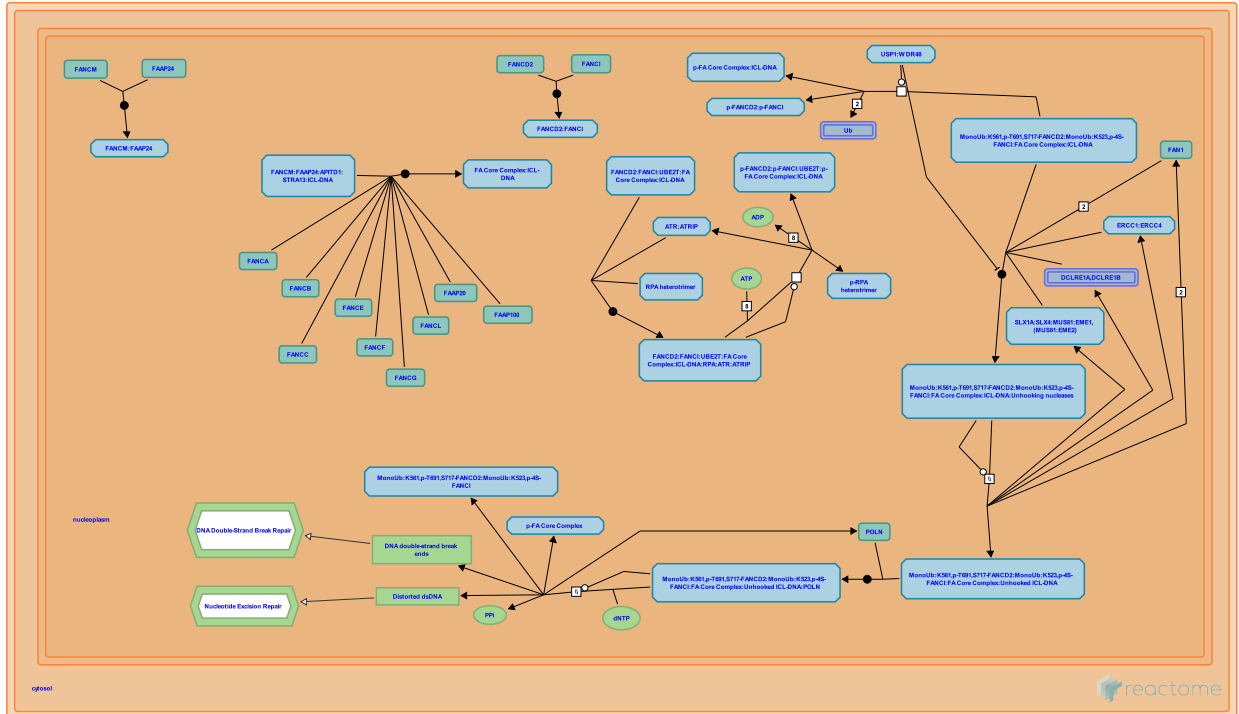 FANCM
FAAP24
FANCM:FAAP24
FANCD2
FANCI
FANCD2:FANCI
p-FA Core Complex:ICL-DNA
USP1:WDR48
p-FANCD2:p-FANCI
2
Ub
MonoUb:K561,p-T691,S717-FANCD2:MonoUb:K523,p-4S-
FANCI:FA Core Complex:ICL-DNA
FAN1
FANCM:FAAP24:APITD1:
STRA13:ICL-DNA
FA Core Complex:ICL-
DNA
FANCD2:FANCI:UBE2T:FA
Core Complex:ICL-DNA
p-FANCD2:p-FANCI:UBE2T:p-
FA Core Complex:ICL-DNA
2
ADP
ATR:ATRIP
8
ERCC1:ERCC4
FANCA
FANCB
FANCE
FAAP20
FANCL
FAAP100
FANCC
FANCF
FANCG
RPA heterotrimer
ATP
8
p-RPA
heterotrimer
DCLRE1A,DCLRE1B
2
SLX1A:SLX4:MUS81:EME1,
(MUS81:EME2)
FANCD2:FANCI:UBE2T:FA Core
Complex:ICL-DNA:RPA:ATR:ATRIP
MonoUb:K561,p-T691,S717-FANCD2:MonoUb:K523,p-4S-
FANCI:FA Core Complex:ICL-DNA:Unhooking nucleases
MonoUb:K561,p-T691,S717-FANCD2:MonoUb:K523,p-4S-
FANCI
nucleoplasm
DNA Double-Strand Break Repair
p-FA Core Complex
POLN
DNA double-strand break
ends
MonoUb:K561,p-T691,S717-FANCD2:MonoUb:K523,p-4S-
FANCI:FA Core Complex:Unhooked ICL-DNA:POLN
MonoUb:K561,p-T691,S717-FANCD2:MonoUb:K523,p-4S-
FANCI:FA Core Complex:Unhooked ICL-DNA
Nucleotide Excision Repair
Distorted dsDNA
PPi
dNTP
cytosol
reactome